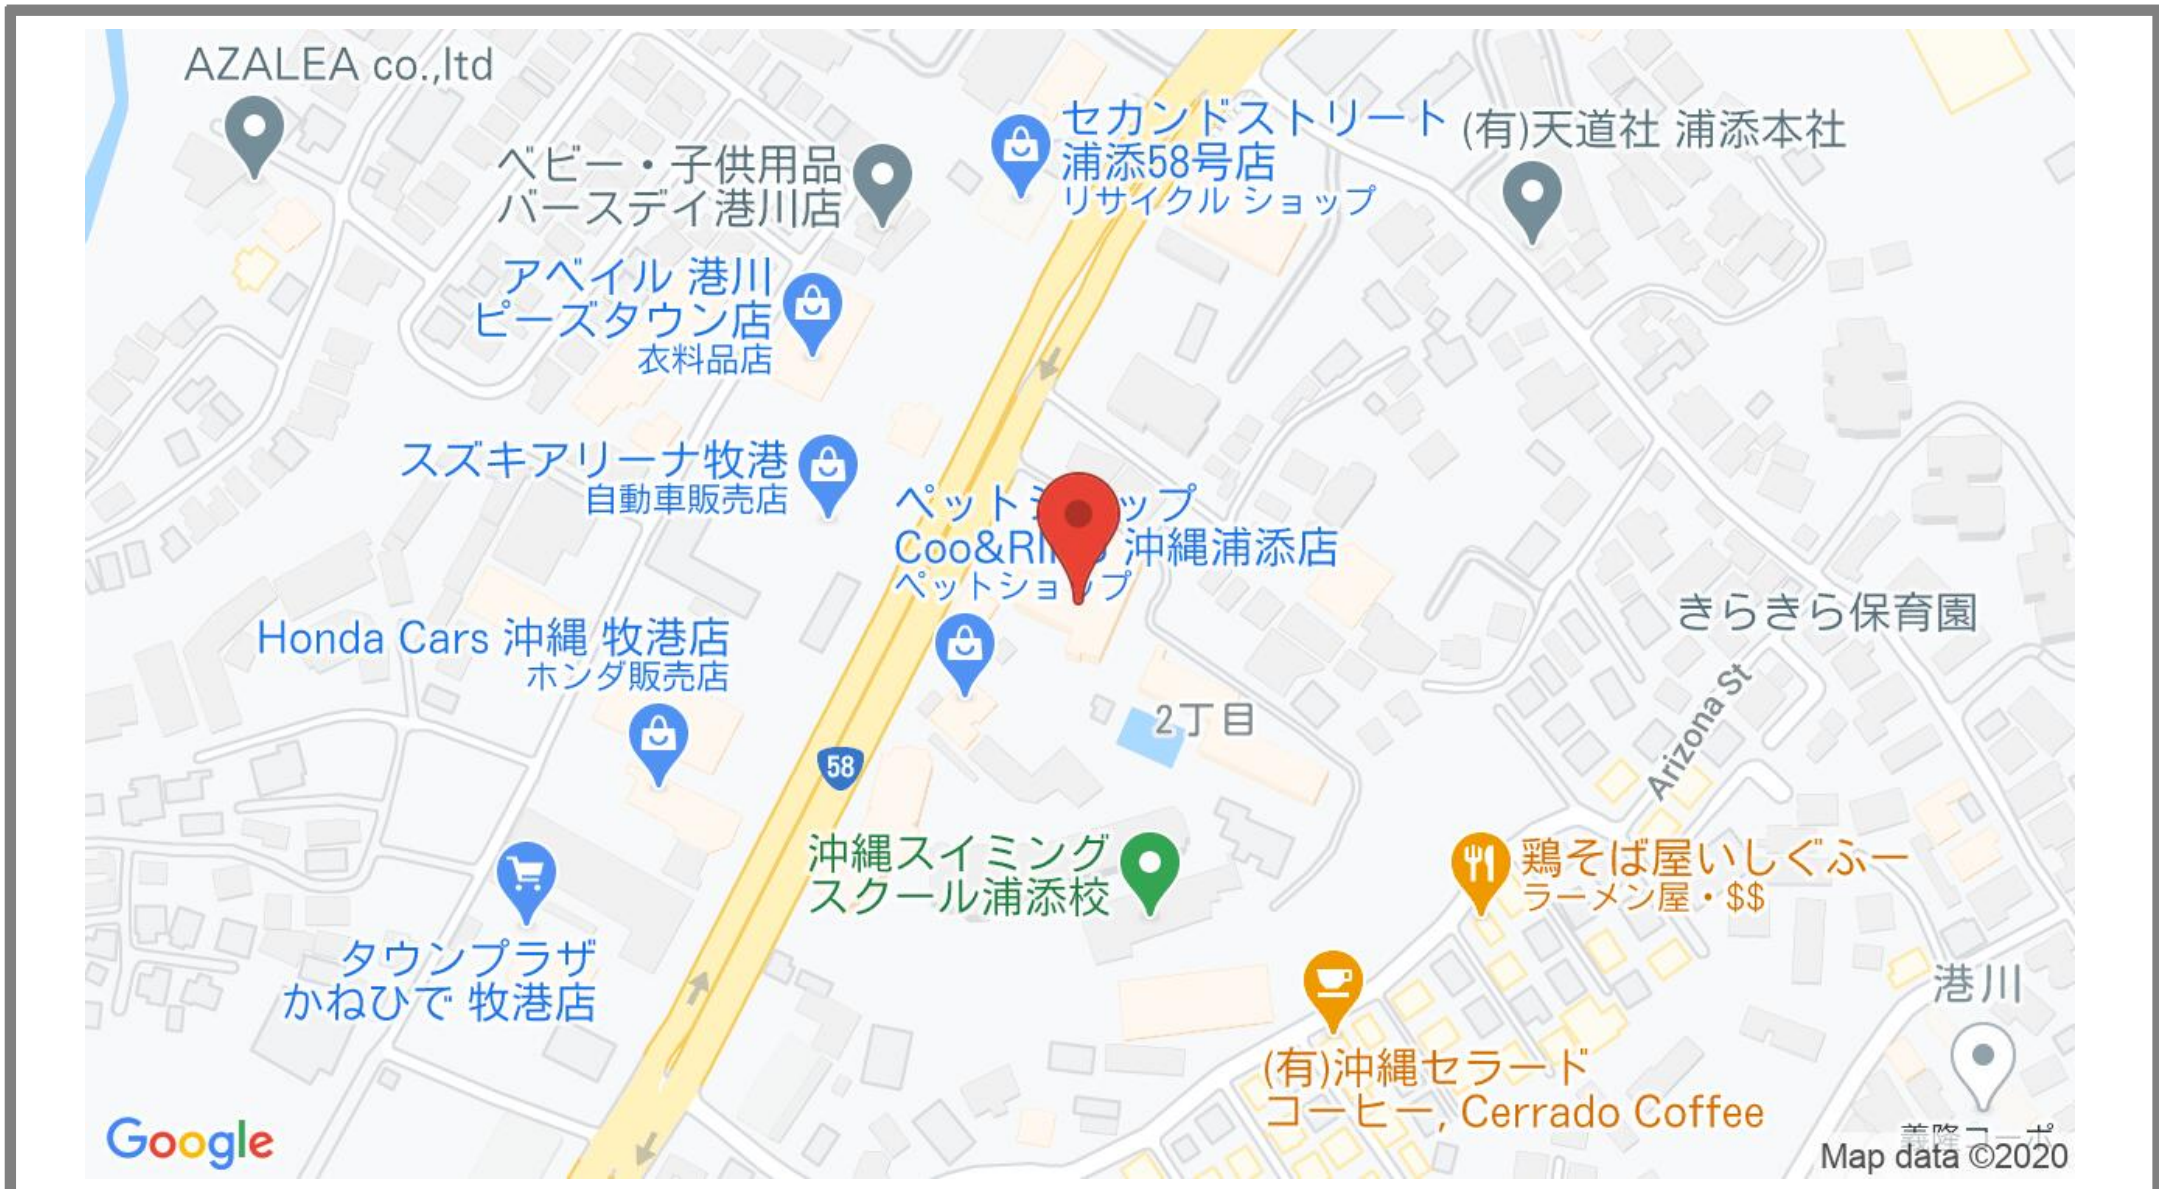 AZALEA co.,ltd
セカンドストリート
浦添58号店
リサイクル ショップ
(有)天道社 浦添本社
ベビー・子供用品
バースデイ港川店
アベイル 港川
ピーズタウン店
衣料品店
スズキアリーナ牧港
自動車販売店
ペット ップ
沖縄浦添店
ペットショップ
きらきら保育園
Honda Cars 沖縄 牧港店
ホンダ販売店
Arizona St
2丁目
58
沖縄スイミング
スクール浦添校
鶏そば屋いしぐふー
ラーメン屋・$$
タウンプラザ
かねひで 牧港店
港川
(有)沖縄セラード
コーヒー, Cerrado Coffee
義隆コーポ
Google
Map data ©2020